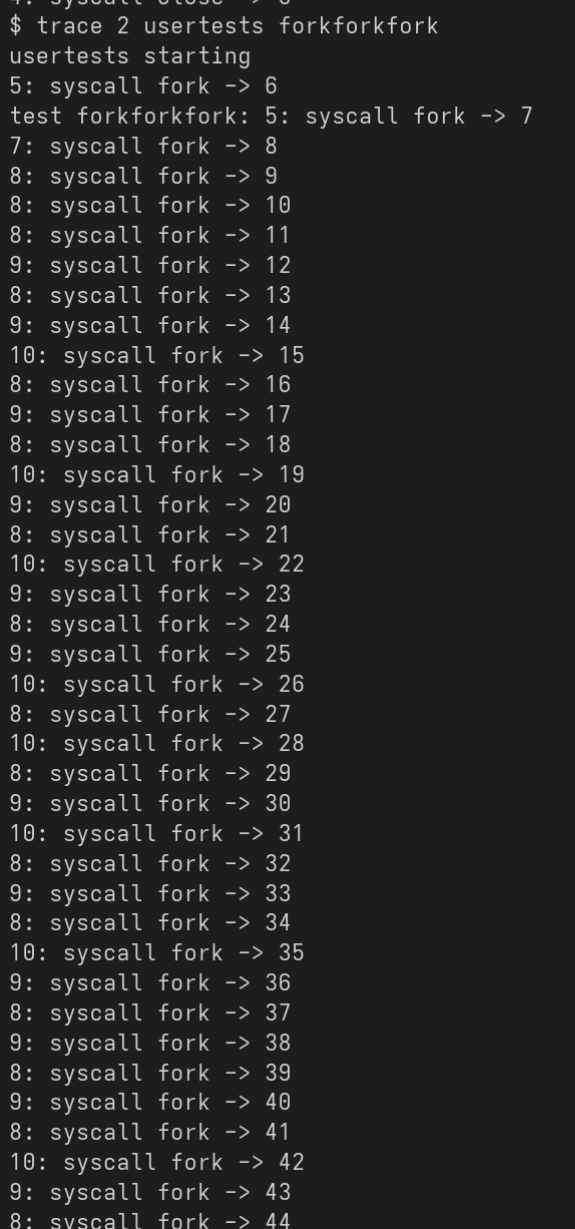 4: syscall close -> 0
$ trace 2 usertests forkforkfork
usertests starting
5: syscall fork -> 6
test forkforkfork: 5: syscall fork -> 7
7: syscall fork -> 8
8: syscall fork -> 9
8: syscall fork -> 10
8: syscall fork -> 11
9: syscall fork -> 12
8: syscall fork -> 13
9: syscall fork -> 14
10: syscall fork -> 15
8: syscall fork -> 16
9: syscall fork -> 17
8: syscall fork -> 18
10: syscall fork -> 19
9: syscall fork -> 20
8: syscall fork -> 21
10: syscall fork -> 22
9: syscall fork -> 23
8: syscall fork -> 24
9: syscall fork -> 25
10: syscall fork -> 26
8: syscall fork -> 27
10: syscall fork -> 28
8: syscall fork -> 29
9: syscall fork -> 30
10: syscall fork -> 31
8: syscall fork -> 32
9: syscall fork -> 33
8: syscall fork -> 34
10: syscall fork -> 35
9: syscall fork -> 36
8: syscall fork -> 37
9: syscall fork -> 38
8: syscall fork -> 39
9: syscall fork -> 40
8: syscall fork -> 41
10: syscall fork -> 42
9: syscall fork -> 43
8: syscall fork -> 44